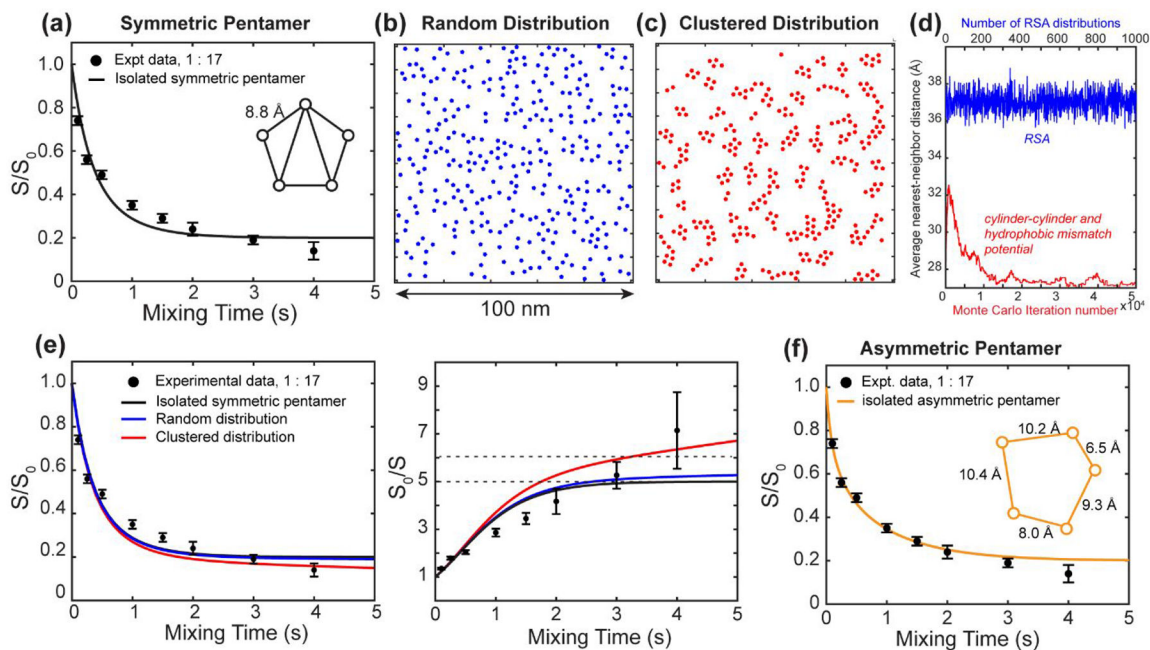 (a)
Symmetric Pentamer
Expt data, 1 : 17
Isolated symmetric pentamer
8.8 Å
S/S0
1.0
0.8
0.6
0.4
0.2
0
0 1 2 3 4 5
Mixing Time (s)
(b)
Random Distribution
100 nm
(c)
Clustered Distribution
(d)
Number of RSA distributions
0 200 400 600 800 1000
Average nearest-neighbor distance (Å)
38
36
34
32
30
28
RSA
cylinder-cylinder and
hydrophobic mismatch
potential
0 1 2 3 4 5
×10⁴
Monte Carlo Iteration number
(e)
Experimental data, 1 : 17
Isolated symmetric pentamer
Random distribution
Clustered distribution
S/S0
1.0
0.8
0.6
0.4
0.2
0
0 1 2 3 4 5
Mixing Time (s)
S0/S
9
7
5
3
1
0 1 2 3 4 5
Mixing Time (s)
(f)
Asymmetric Pentamer
Expt. data, 1 : 17
isolated asymmetric pentamer
10.2 Å
6.5 Å
10.4 Å
9.3 Å
8.0 Å
S/S0
1.0
0.8
0.6
0.4
0.2
0
0 1 2 3 4 5
Mixing Time (s)